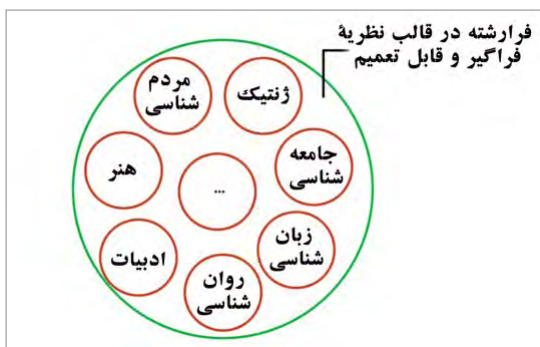 فرارشته در قالب نظریهٔ
فراگیر و قابل تعمیم
ژنتیک
مردم
شناسی
جامعه
شناسی
هنر
...
زبان
شناسی
ادبیات
روان
شناسی